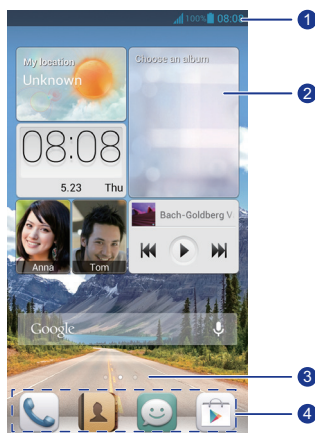 100% 08:08
1
My location
Unknown
Choose an album
2
08:08
5.23 Thu
Bach-Goldberg V
Anna
Tom
Google
3
4